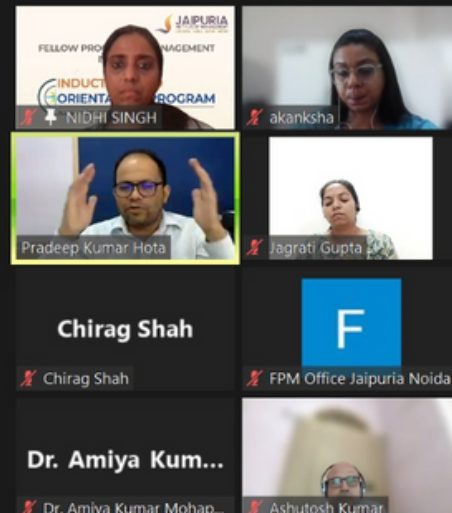 JAIPURIA
FELLOW PRO MANAGEMENT
INDUCT
ORIENTA PROGRAM
NIDHI SINGH
akanksha
Pradeep Kumar Hota
Jagrati Gupta
Chirag Shah
F
Chirag Shah
FPM Office Jaipuria Noida
Dr. Amiya Kum...
Dr. Amiya Kumar Mohap...
Ashutosh Kumar